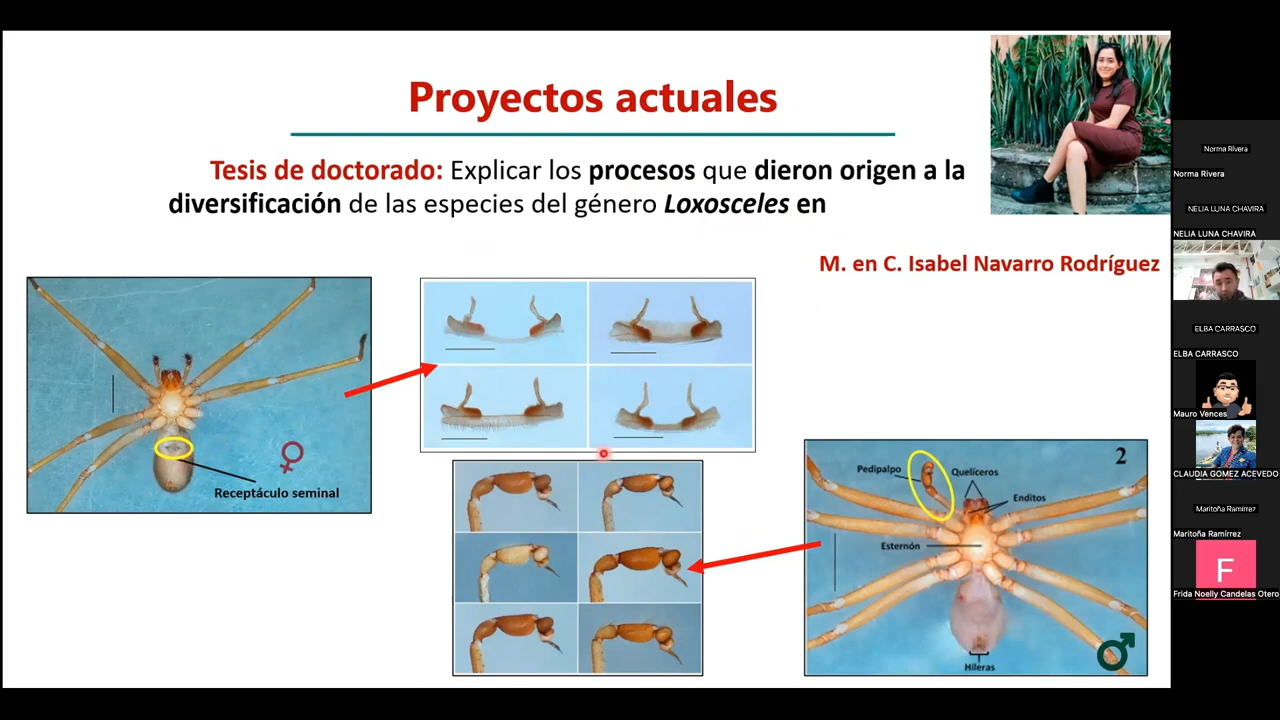 Proyectos actuales
Tesis de doctorado: Explicar los procesos que dieron origen a la
diversificación de las especies del género Loxosceles en
M. en C. Isabel Navarro Rodríguez
Receptáculo seminal
2
Pedipalpo
Quelíceros
Enditos
Esternón
Hileras
Norma Rivera
Norma Rivera
NELIA LUNA CHAVIRA
NELIA LUNA CHAVIRA
ELBA CARRASCO
ELBA CARRASCO
Mauro Vences
CLAUDIA GOMEZ ACEVEDO
Maritoña Ramírrez
Maritoña Ramírrez
F
Frida Noelly Candelas Otero